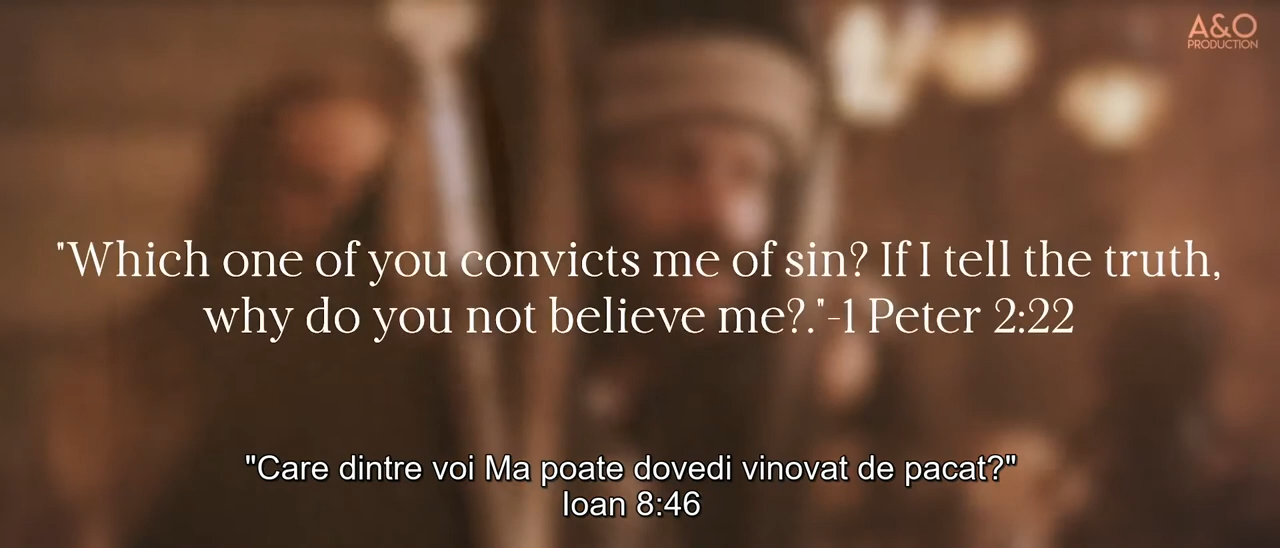 A&O
PRODUCTION
"Which one of you convicts me of sin? If I tell the truth,
why do you not believe me?."-1 Peter 2:22
"Care dintre voi Ma poate dovedi vinovat de pacat?"
Ioan 8:46